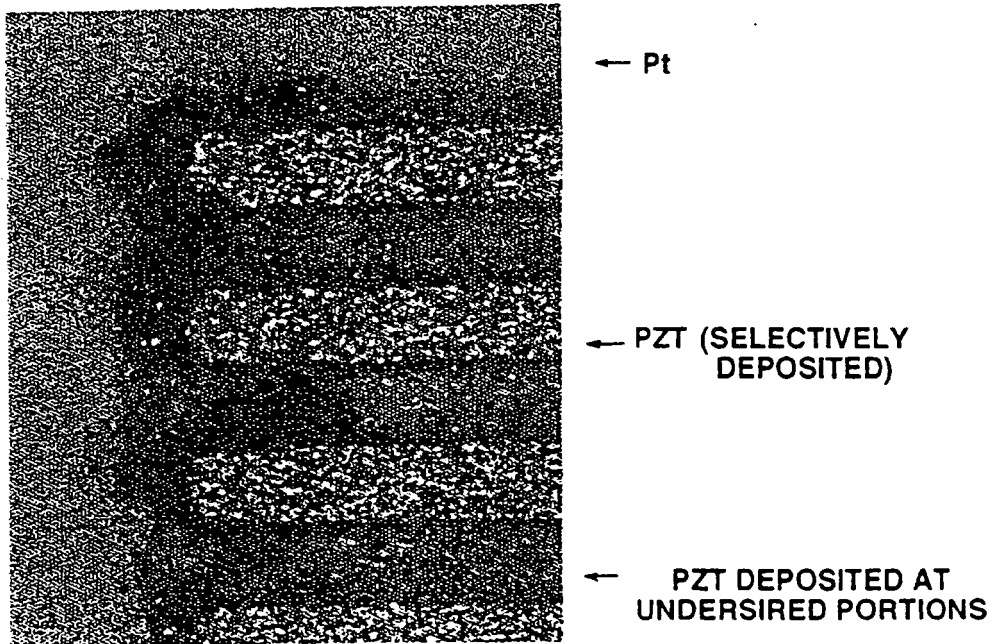 ← Pt
← PZT (SELECTIVELY
DEPOSITED)
← PZT DEPOSITED AT
UNDERSIRED PORTIONS